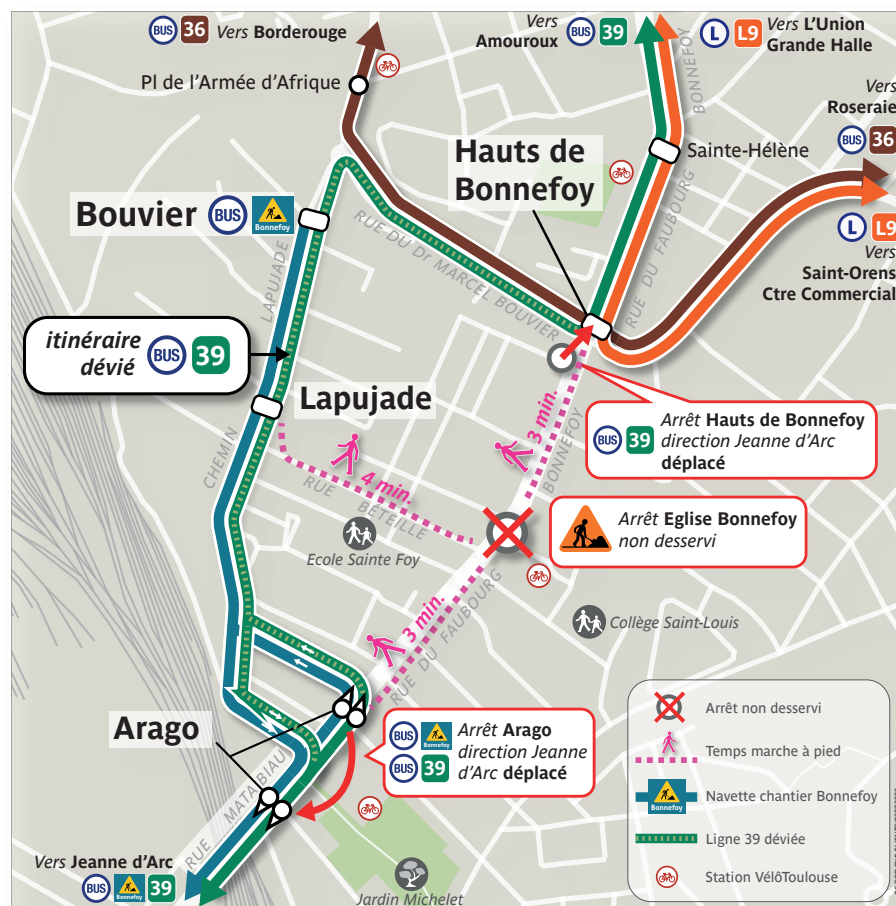 BUS 36 Vers Borderouge
Pl de l'Armée d'Afrique
Vers
Amouroux BUS 39
L L9 Vers L'Union
Grande Halle
Vers
Roseraie
BUS 36
L L9
Vers
Saint-Orens
Ctre Commercial
BONNEFOY
Sainte-Hélène
Hauts de
Bonnefoy
RUE DU FAUBOURG
Bouvier BUS Bonnefoy
RUE DU Dr MARCEL BOUVIER
LAPUJADE
itinéraire
dévié BUS 39
Lapujade
CHEMIN
3 min.
BONNEFOY
Arrêt Hauts de Bonnefoy
BUS 39 direction Jeanne d'Arc
déplacé
4 min.
RUE
BÉTEILLE
Ecole Sainte Foy
Arrêt Eglise Bonnefoy
non desservi
3 min.
RUE DU FAUBOURG
Collège Saint-Louis
Arago
BUS Bonnefoy
BUS 39
Arrêt Arago
direction Jeanne
d'Arc déplacé
RUE MATABIAU
Vers Jeanne d'Arc
BUS Bonnefoy 39
Jardin Michelet
Arrêt non desservi
Temps marche à pied
Bonnefoy Navette chantier Bonnefoy
Ligne 39 déviée
Station VélôToulouse